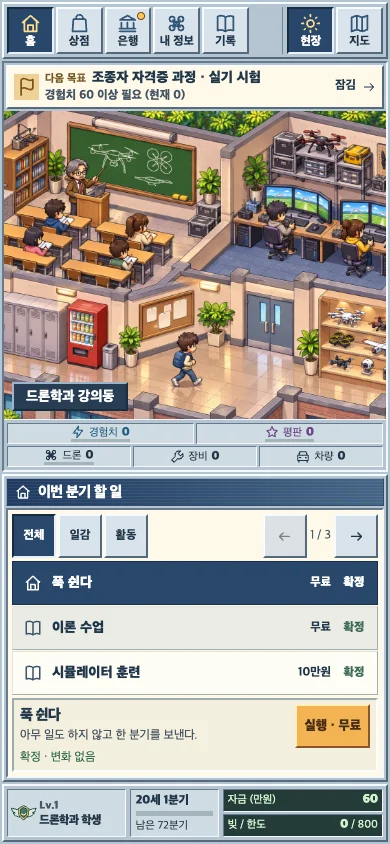 홈
상점
은행
내 정보
기록
현장
지도
다음 목표 조종자 자격증 과정 · 실기 시험
경험치 60 이상 필요 (현재 0)
잠김 →
드론학과 강의동
경험치 0
평판 0
드론 0
장비 0
차량 0
이번 분기 할 일
전체
일감
활동
←
1 / 3
→
푹 쉰다 무료 확정
이론 수업 무료 확정
시뮬레이터 훈련 10만원 확정
푹 쉰다
아무 일도 하지 않고 한 분기를 보낸다.
확정 · 변화 없음
실행 · 무료
Lv.1
드론학과 학생
20세 1분기
남은 72분기
자금 (만원) 60
빚 / 한도 0 / 800